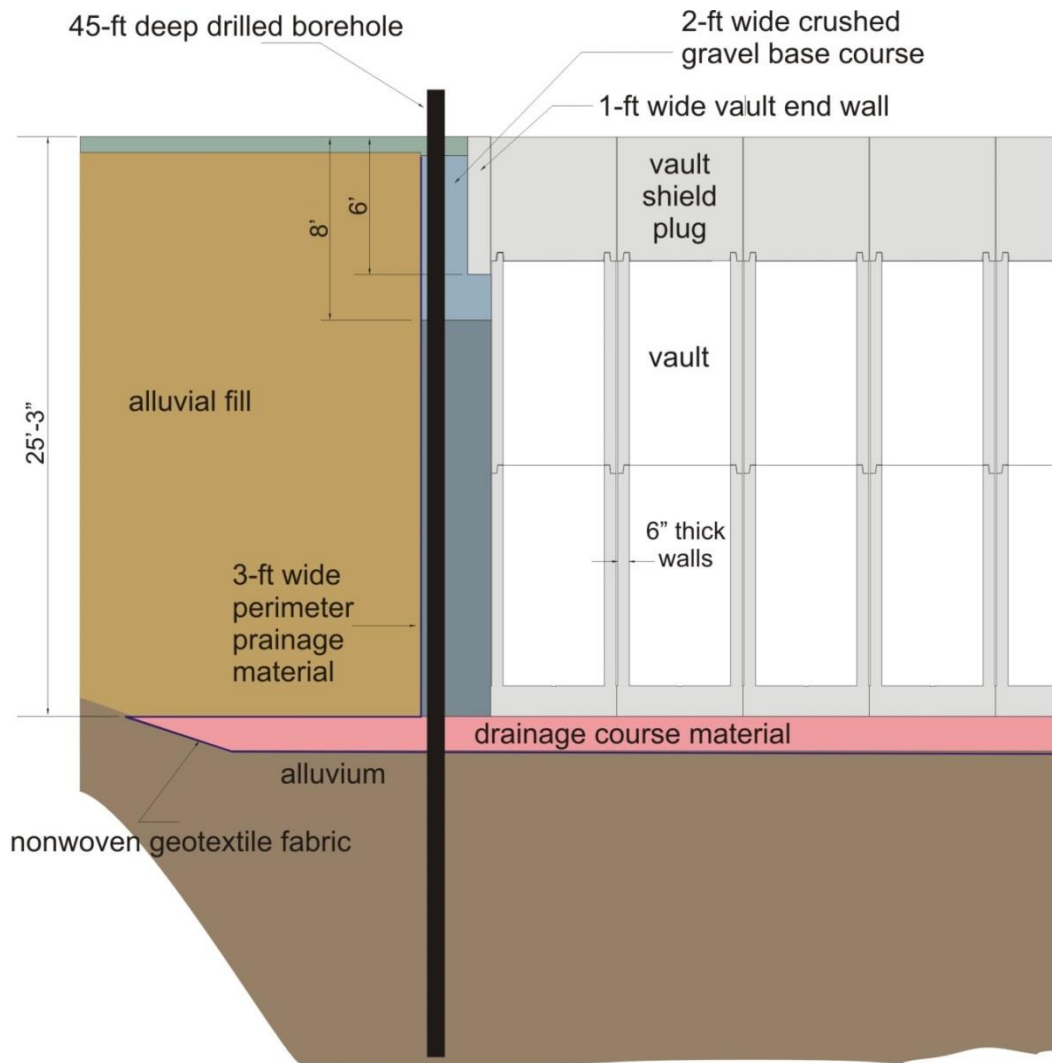 45-ft deep drilled borehole
2-ft wide crushed
gravel base course
1-ft wide vault end wall
vault
shield
plug
6'
8'
vault
alluvial fill
25'-3"
6” thick
walls
3-ft wide
perimeter
prainage
material
drainage course material
alluvium
nonwoven geotextile fabric